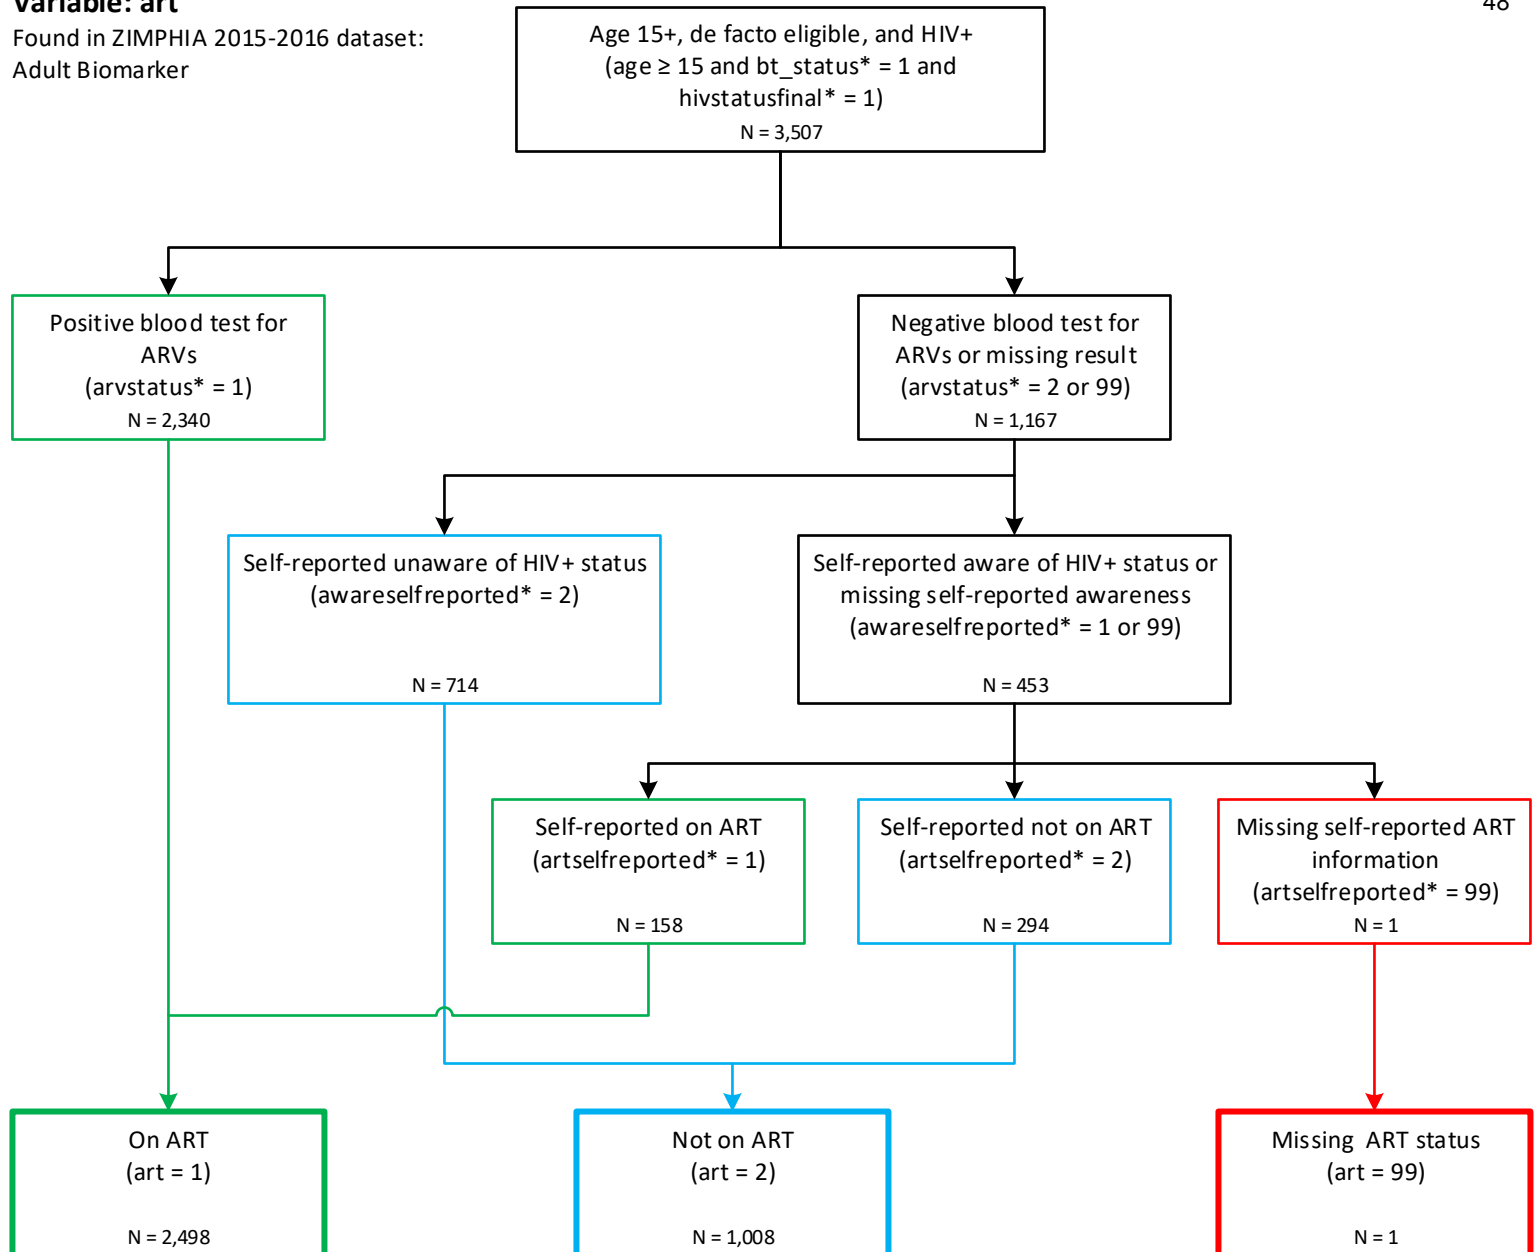 Variable: art
48
Found in ZIMPHIA 2015-2016 dataset:
Adult Biomarker
Age 15+, de facto eligible, and HIV+
(age ≥ 15 and bt_status* = 1 and
hivstatusfinal* = 1)
N = 3,507
Positive blood test for
ARVs
(arvstatus* = 1)
N = 2,340
Negative blood test for
ARVs or missing result
(arvstatus* = 2 or 99)
N = 1,167
Self-reported unaware of HIV+ status
(awareselfreported* = 2)
N = 714
Self-reported aware of HIV+ status or
missing self-reported awareness
(awareselfreported* = 1 or 99)
N = 453
Self-reported on ART
(artselfreported* = 1)
N = 158
Self-reported not on ART
(artselfreported* = 2)
N = 294
Missing self-reported ART
information
(artselfreported* = 99)
N = 1
On ART
(art = 1)
N = 2,498
Not on ART
(art = 2)
N = 1,008
Missing ART status
(art = 99)
N = 1